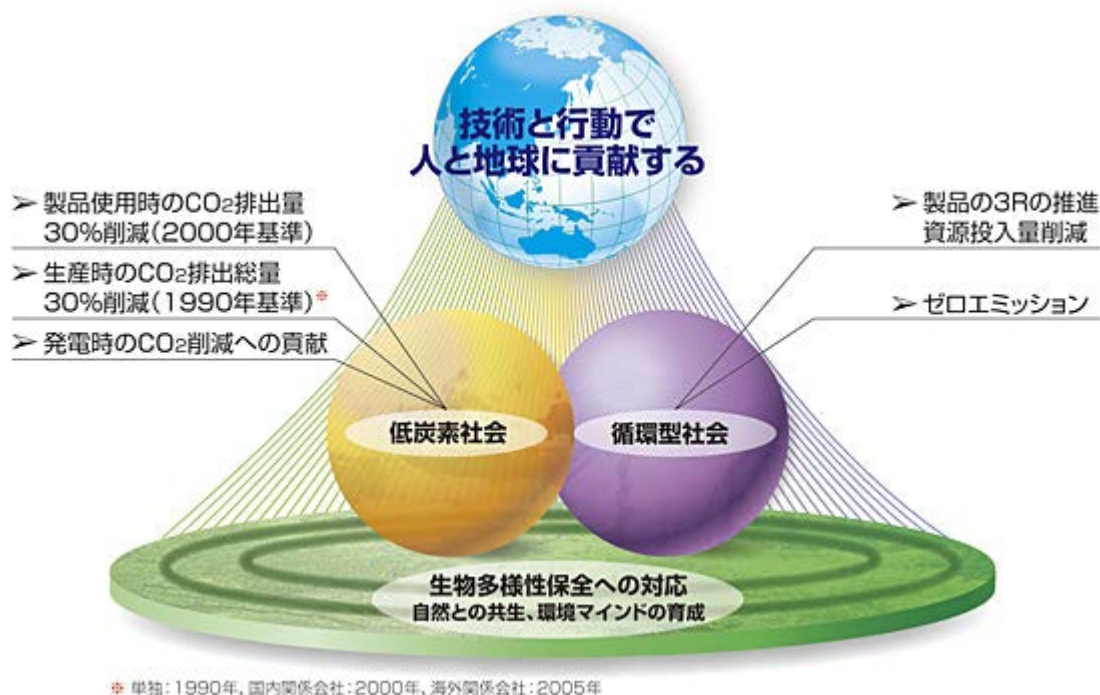 技術と行動で
人と地球に貢献する
➢ 製品使用時のCO₂排出量
30%削減(2000年基準)
➢ 生産時のCO₂排出総量
30%削減(1990年基準)※
➢ 発電時のCO₂削減への貢献
➢ 製品の3Rの推進
資源投入量削減
➢ ゼロエミッション
低炭素社会
循環型社会
生物多様性保全への対応
自然との共生、環境マインドの育成
※ 単独:1990年, 国内関係会社:2000年, 海外関係会社:2005年